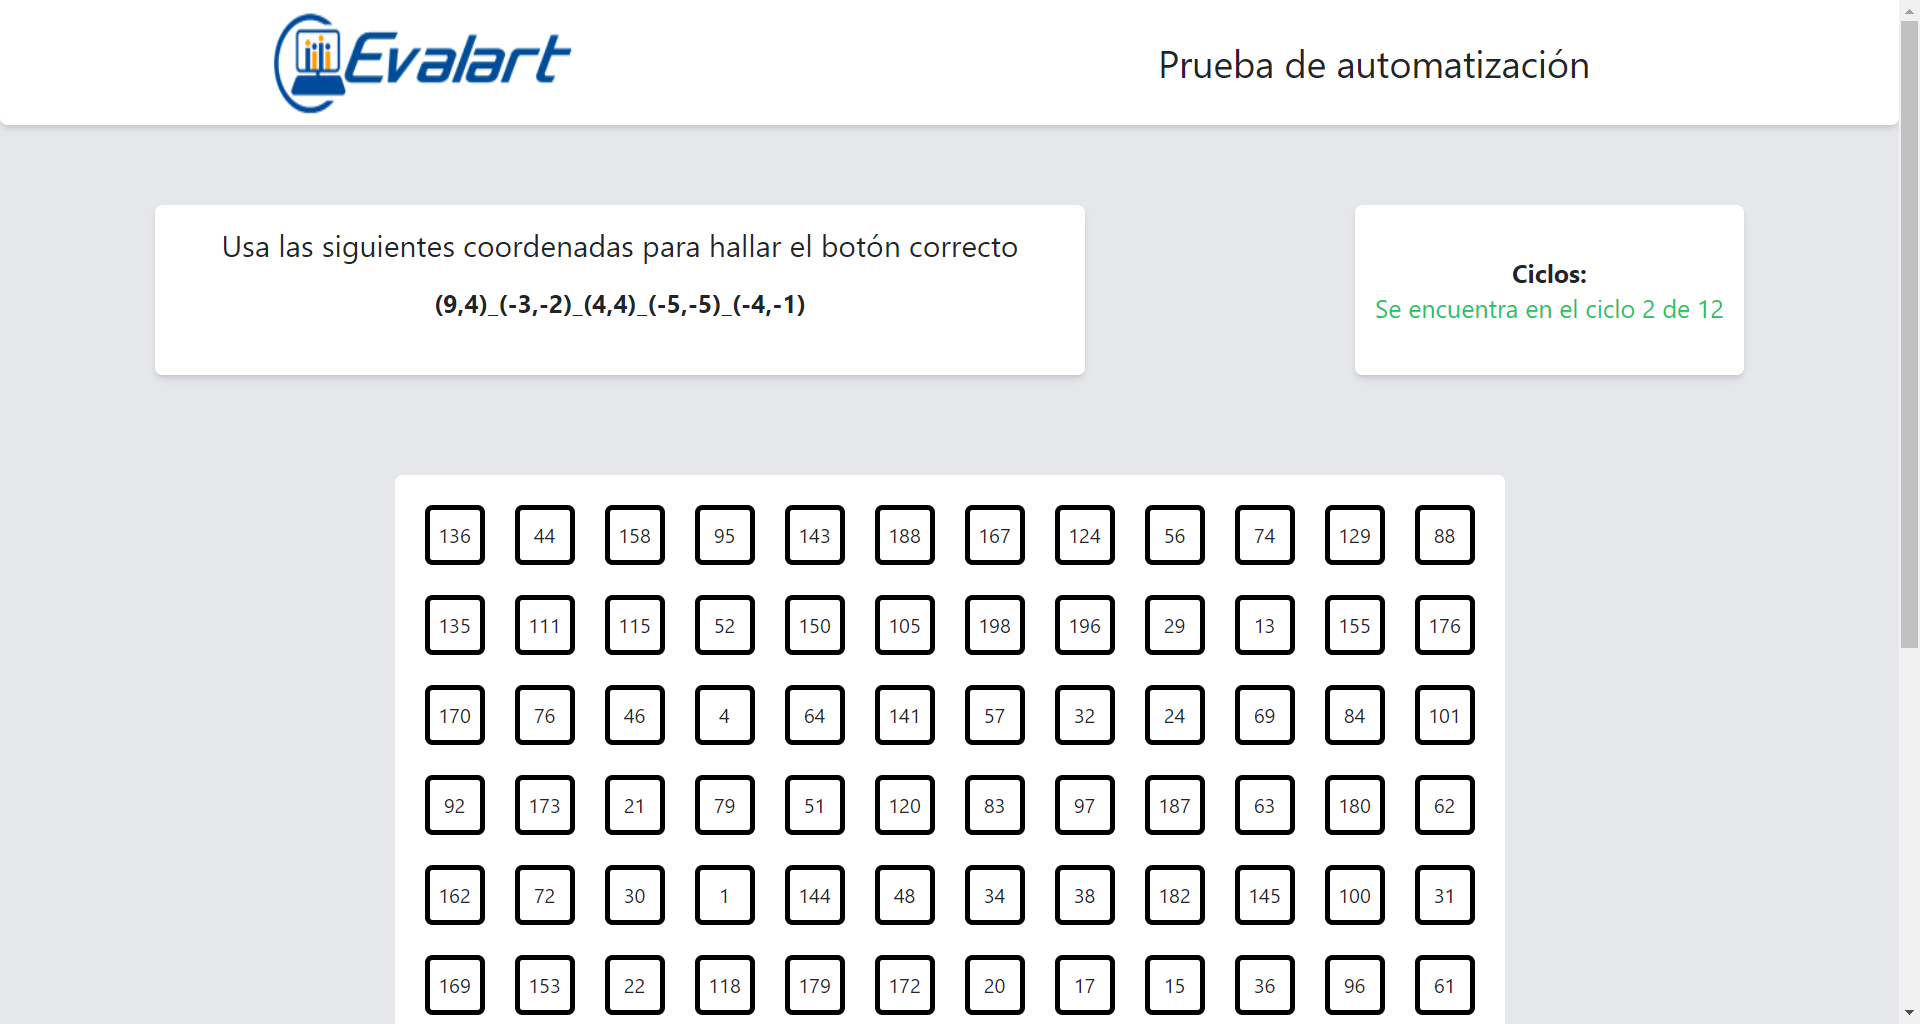 Evalart
Prueba de automatización
Usa las siguientes coordenadas para hallar el botón correcto
(9,4)_(-3,-2)_(4,4)_(-5,-5)_(-4,-1)
Ciclos:
Se encuentra en el ciclo 2 de 12
136 44 158 95 143 188 167 124 56 74 129 88
135 111 115 52 150 105 198 196 29 13 155 176
170 76 46 4 64 141 57 32 24 69 84 101
92 173 21 79 51 120 83 97 187 63 180 62
162 72 30 1 144 48 34 38 182 145 100 31
169 153 22 118 179 172 20 17 15 36 96 61